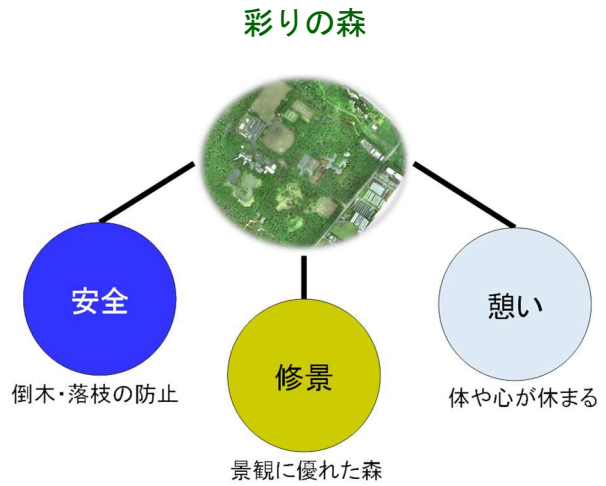 彩りの森
安全
倒木・落枝の防止
修景
景観に優れた森
憩い
体や心が休まる